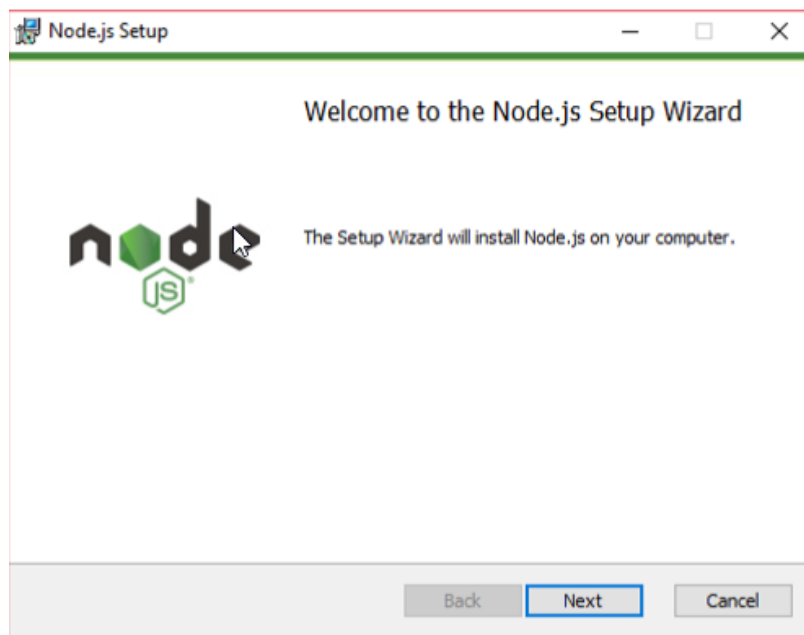 Node.js Setup
Welcome to the Node.js Setup Wizard
node
JS
The Setup Wizard will install Node.js on your computer.
Back
Next
Cancel